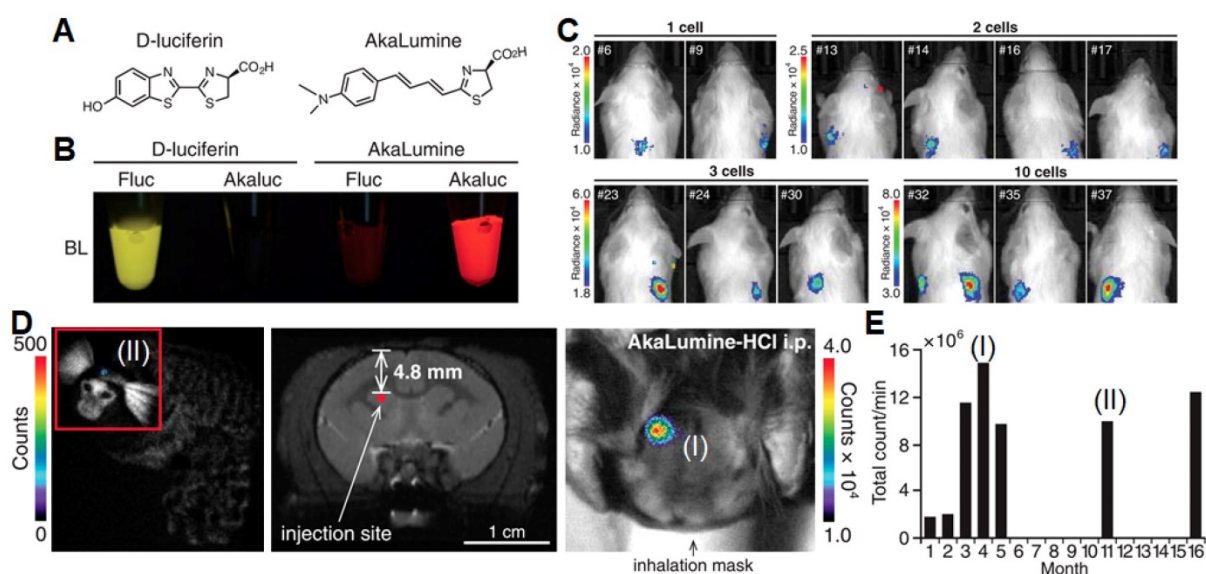 A
D-luciferin
AkaLumine
N
S
N
S
CO₂H
HO
N
N
S
CO₂H
B
D-luciferin
AkaLumine
Fluc
Akaluc
Fluc
Akaluc
BL
C
1 cell
2 cells
2.0
Radiance × 10⁴
1.0
#6
#9
2.5
Radiance × 10⁴
1.0
#13
#14
#16
#17
3 cells
10 cells
6.0
Radiance × 10⁴
1.8
#23
#24
#30
8.0
Radiance × 10⁴
3.0
#32
#35
#37
D
500
Counts
0
(II)
4.8 mm
injection site
1 cm
AkaLumine-HCl i.p.
(I)
inhalation mask
4.0
Counts × 10⁴
1.0
E
×10⁶
16
12
8
4
0
Total count/min
(I)
(II)
1 2 3 4 5 6 7 8 9 10 11 12 13 14 15 16
Month